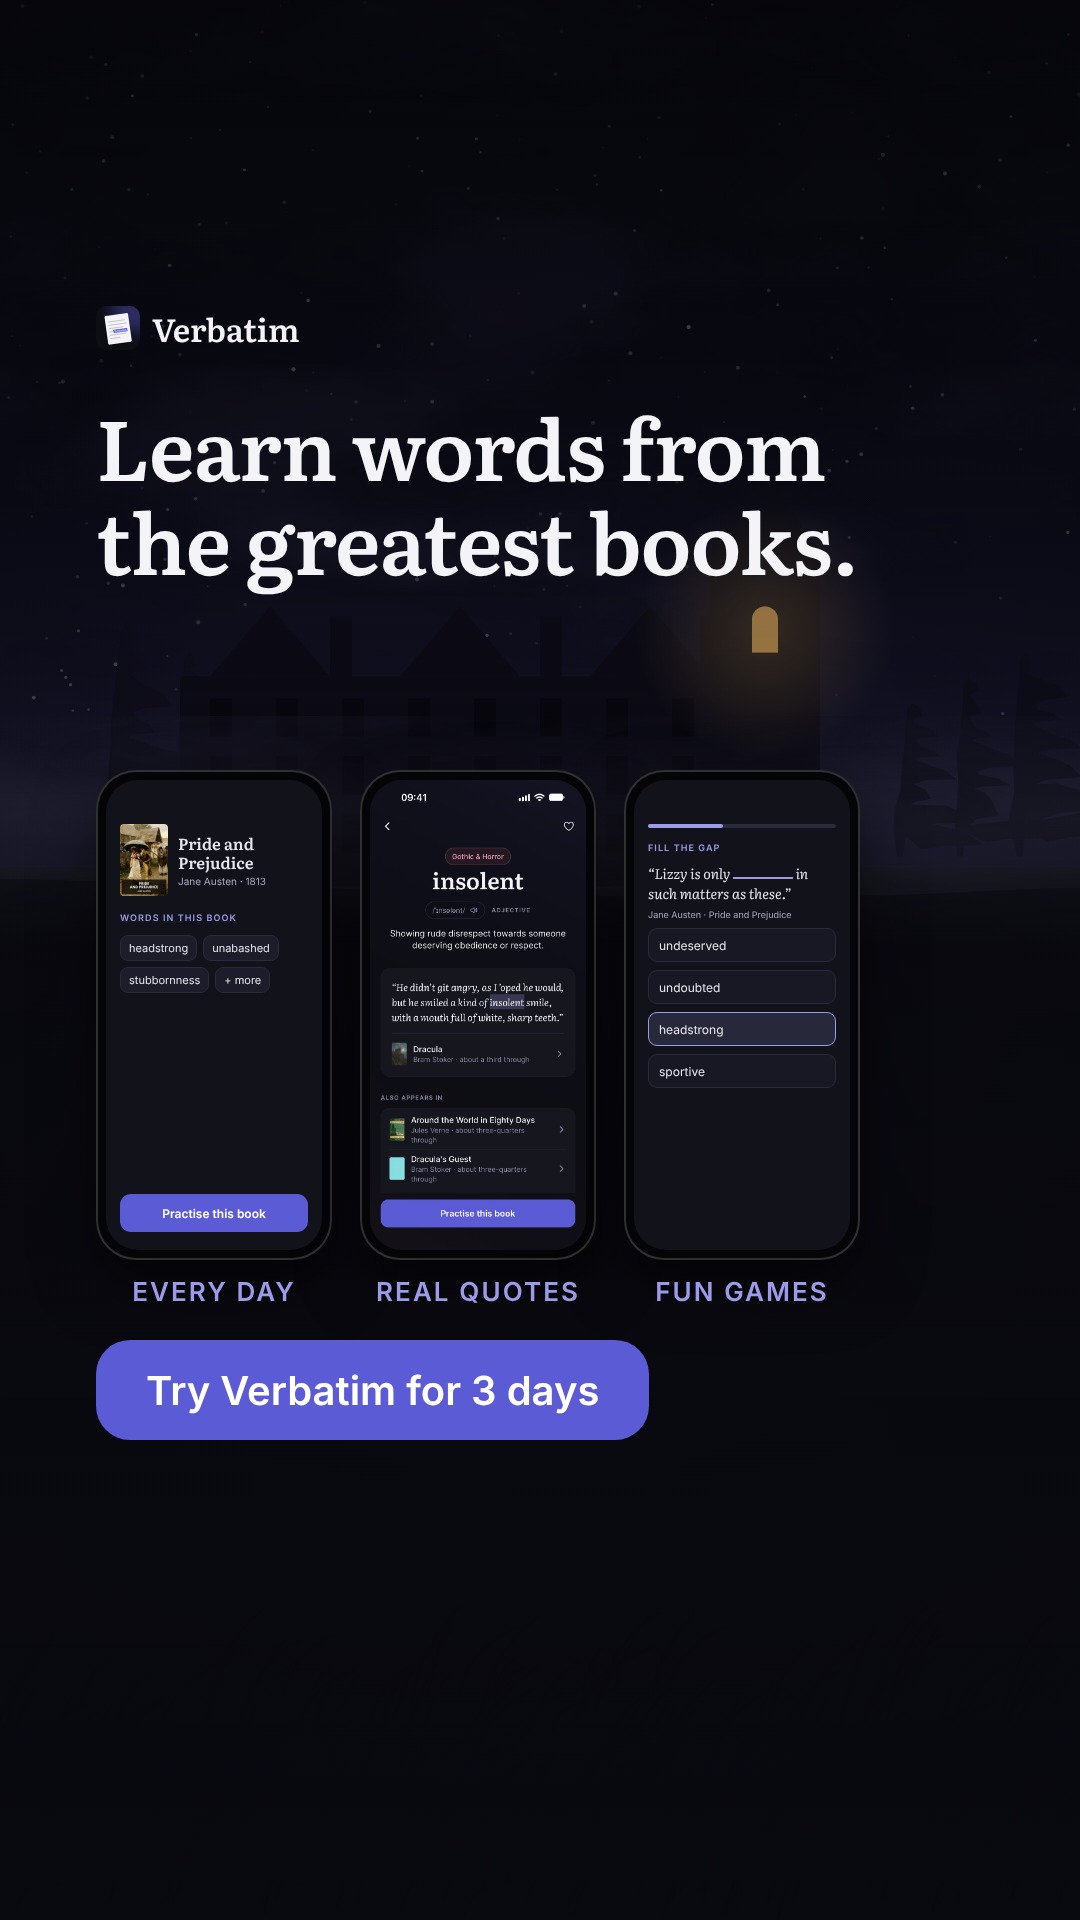 Verbatim
Learn words from
the greatest books.
Pride and
Prejudice
Jane Austen · 1813
WORDS IN THIS BOOK
headstrong
unabashed
stubbornness
+ more
Practise this book
EVERY DAY
09:41
Gothic & Horror
insolent
ADJECTIVE
Showing rude disrespect towards someone
deserving obedience or respect.
“He didn't git angry, as I 'oped he would,
but he smiled a kind of insolent smile,
with a mouth full of white, sharp teeth.”
Dracula
Bram Stoker · about a third through
ALSO APPEARS IN
Around the World in Eighty Days
Jules Verne · about three-quarters
through
Dracula's Guest
Bram Stoker · about three-quarters
through
Practise this book
REAL QUOTES
FILL THE GAP
“Lizzy is only ________ in
such matters as these.”
Jane Austen · Pride and Prejudice
undeserved
undoubted
headstrong
sportive
FUN GAMES
Try Verbatim for 3 days